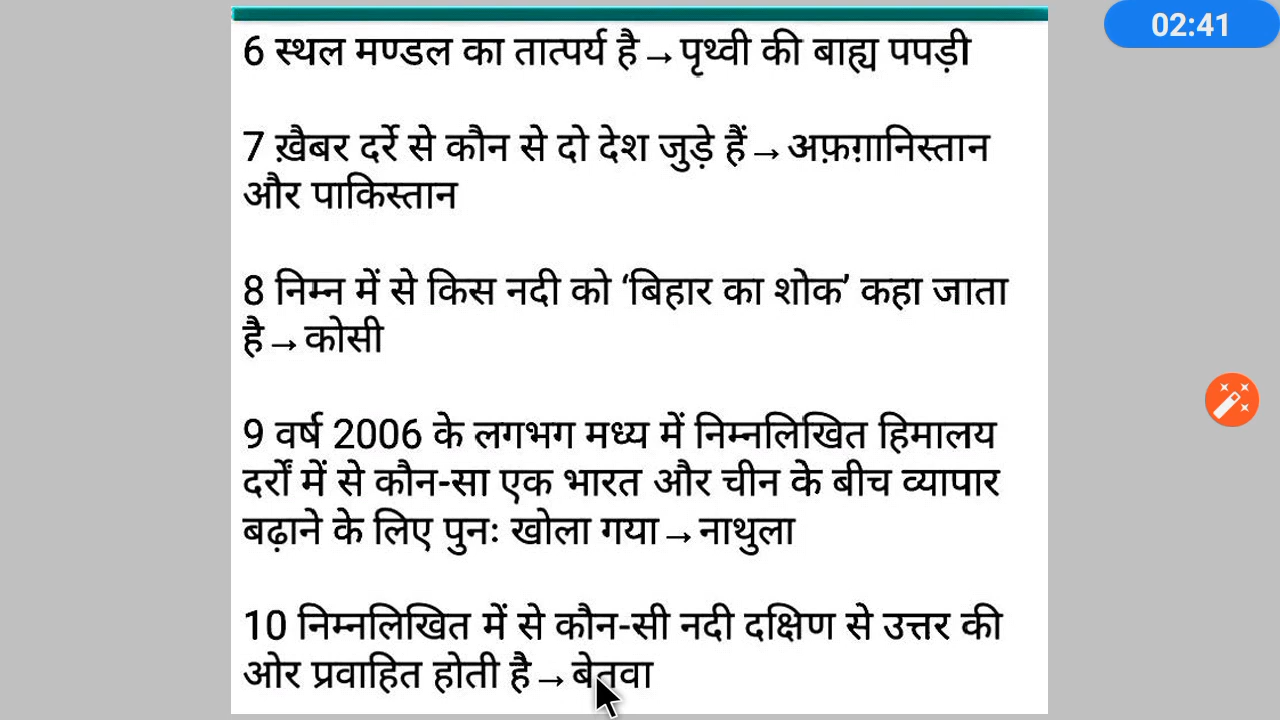 02:41
6 स्थल मण्डल का तात्पर्य है→पृथ्वी की बाह्य पपड़ी
7 ख़ैबर दर्रे से कौन से दो देश जुड़े हैं→अफ़ग़ानिस्तान
और पाकिस्तान
8 निम्न में से किस नदी को ‘बिहार का शोक’ कहा जाता
है→कोसी
9 वर्ष 2006 के लगभग मध्य में निम्नलिखित हिमालय
दर्रों में से कौन-सा एक भारत और चीन के बीच व्यापार
बढ़ाने के लिए पुनः खोला गया→नाथुला
10 निम्नलिखित में से कौन-सी नदी दक्षिण से उत्तर की
ओर प्रवाहित होती है→बेतवा